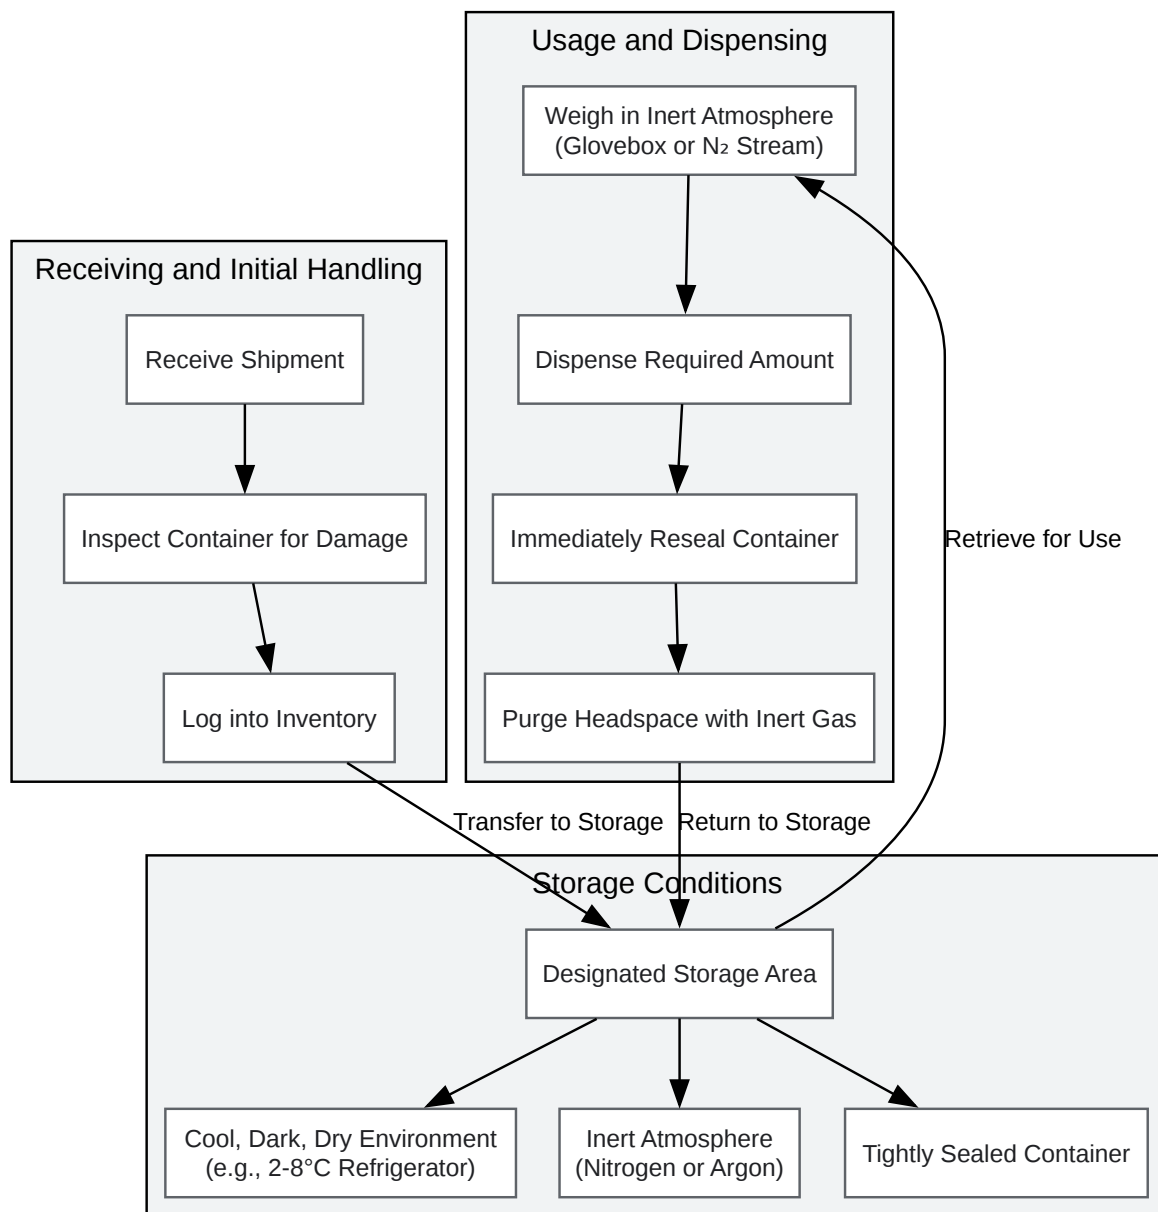 Usage and Dispensing
Weigh in Inert Atmosphere
(Glovebox or N₂ Stream)
Receiving and Initial Handling
Receive Shipment
Dispense Required Amount
Inspect Container for Damage
Immediately Reseal Container
Retrieve for Use
Log into Inventory
Purge Headspace with Inert Gas
Transfer to Storage
Return to Storage
Storage Conditions
Designated Storage Area
Cool, Dark, Dry Environment
(e.g., 2-8°C Refrigerator)
Inert Atmosphere
(Nitrogen or Argon)
Tightly Sealed Container